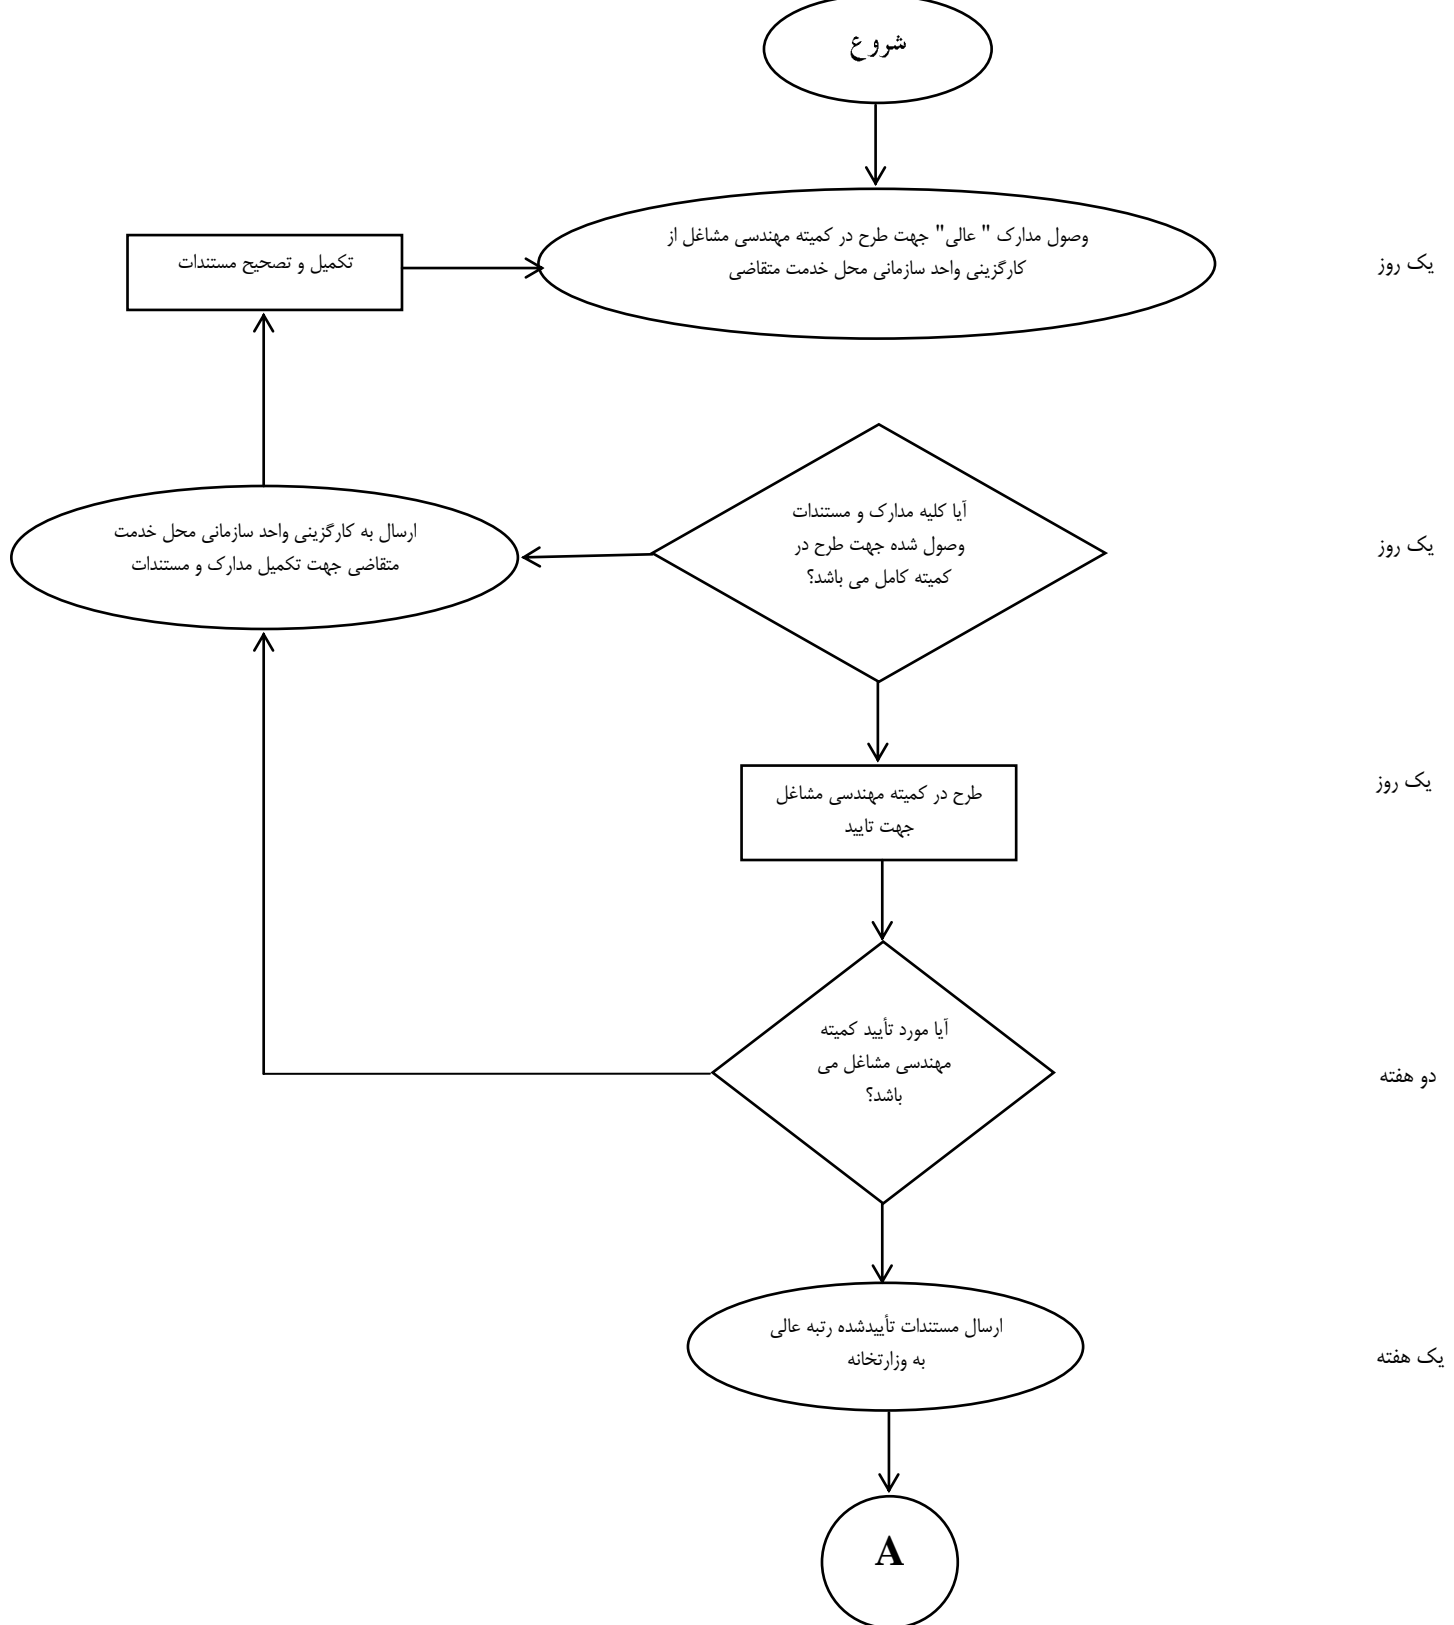 شروع
وصول مدارک " عالی" جهت طرح در کمیته مهندسی مشاغل از
کارگزینی واحد سازمانی محل خدمت متقاضی
یک روز
تکمیل و تصحیح مستندات
آیا کلیه مدارک و مستندات
وصول شده جهت طرح در
کمیته کامل می باشد؟
یک روز
ارسال به کارگزینی واحد سازمانی محل خدمت
متقاضی جهت تکمیل مدارک و مستندات
طرح در کمیته مهندسی مشاغل
جهت تایید
یک روز
آیا مورد تأیید کمیته
مهندسی مشاغل می
باشد؟
دو هفته
ارسال مستندات تأییدشده رتبه عالی
به وزارتخانه
یک هفته
A